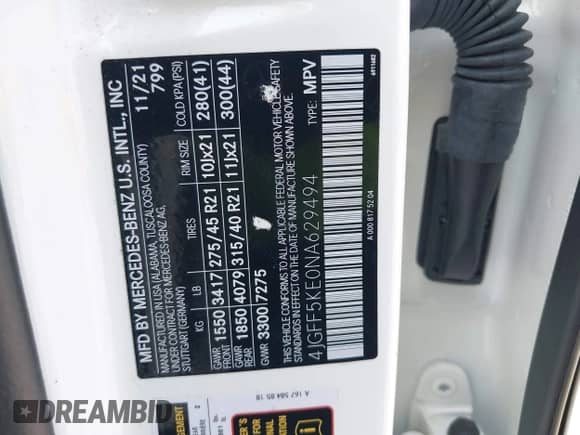 MFD BY MERCEDES-BENZ U.S. INTL., INC
MANUFACTURED IN USA (ALABAMA, TUSCALOOSA COUNTY)
UNDER CONTRACT FOR MERCEDES-BENZ AG,
STUTTGART (GERMANY)
11/21
799
KG LB TIRES RIM SIZE COLD KPA (PSI)
GAWR FRONT 1550 3417 275/45 R21 10Jx21 280(41)
GAWR REAR 1850 4079 315/40 R21 11Jx21 300(44)
GVWR 3300 7275
THIS VEHICLE CONFORMS TO ALL APPLICABLE FEDERAL MOTOR VEHICLE SAFETY
STANDARDS IN EFFECT ON THE DATE OF MANUFACTURE SHOWN ABOVE.
4JGFF5KE0NA629494 TYPE: MPV
A 000 817 52 04
A 167 584 85 18
DREAMBID